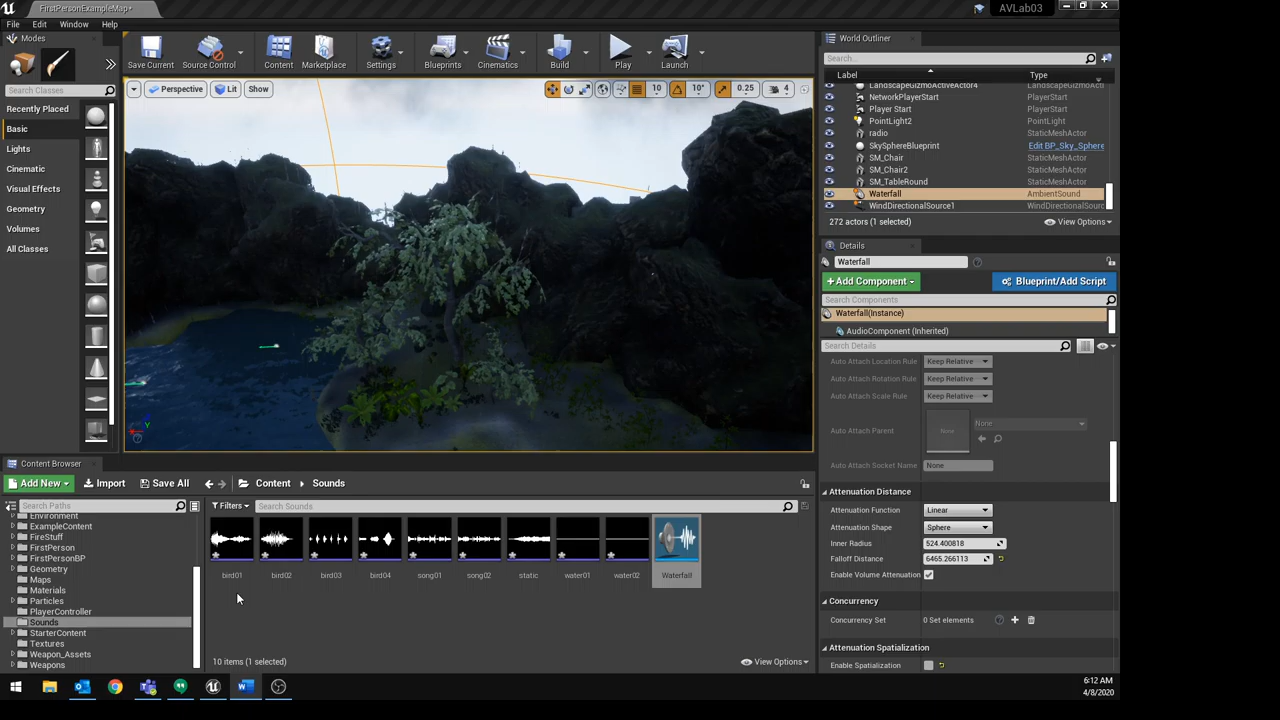 FirstPersonExampleMap*
AVLab03
File Edit Window Help
Modes
Search Classes
Recently Placed
Basic
Lights
Cinematic
Visual Effects
Geometry
Volumes
All Classes
Save Current
Source Control
Content
Marketplace
Settings
Blueprints
Cinematics
Build
Play
Launch
Perspective
Lit
Show
10
10°
0.25
4
World Outliner
Search...
Label Type
LandscapeGizmoActiveActor4
NetworkPlayerStart PlayerStart
Player Start PlayerStart
PointLight2 PointLight
radio StaticMeshActor
SkySphereBlueprint Edit BP_Sky_Sphere
SM_Chair StaticMeshActor
SM_Chair2 StaticMeshActor
SM_TableRound StaticMeshActor
Waterfall AmbientSound
WindDirectionalSource1 WindDirectionalSourc
272 actors (1 selected) View Options
Details
Waterfall
+Add Component
Blueprint/Add Script
Search Components
Waterfall(Instance)
AudioComponent (Inherited)
Search Details
Auto Attach Location Rule Keep Relative
Auto Attach Rotation Rule Keep Relative
Auto Attach Scale Rule Keep Relative
Auto Attach Parent None None
Auto Attach Socket Name None
Attenuation Distance
Attenuation Function Linear
Attenuation Shape Sphere
Inner Radius 524.400818
Falloff Distance 6465.266113
Enable Volume Attenuation
Concurrency
Concurrency Set 0 Set elements
Attenuation Spatialization
Enable Spatialization
Content Browser
Add New Import Save All Content Sounds
Search Paths
Filters Search Sounds
Environment
ExampleContent
FireStuff
FirstPerson
FirstPersonBP
Geometry
Maps
Materials
Particles
PlayerController
Sounds
StarterContent
Textures
Weapon_Assets
Weapons
bird01 bird02 bird03 bird04 song01 song02 static water01 water02 Waterfall
10 items (1 selected) View Options
6:12 AM
4/8/2020